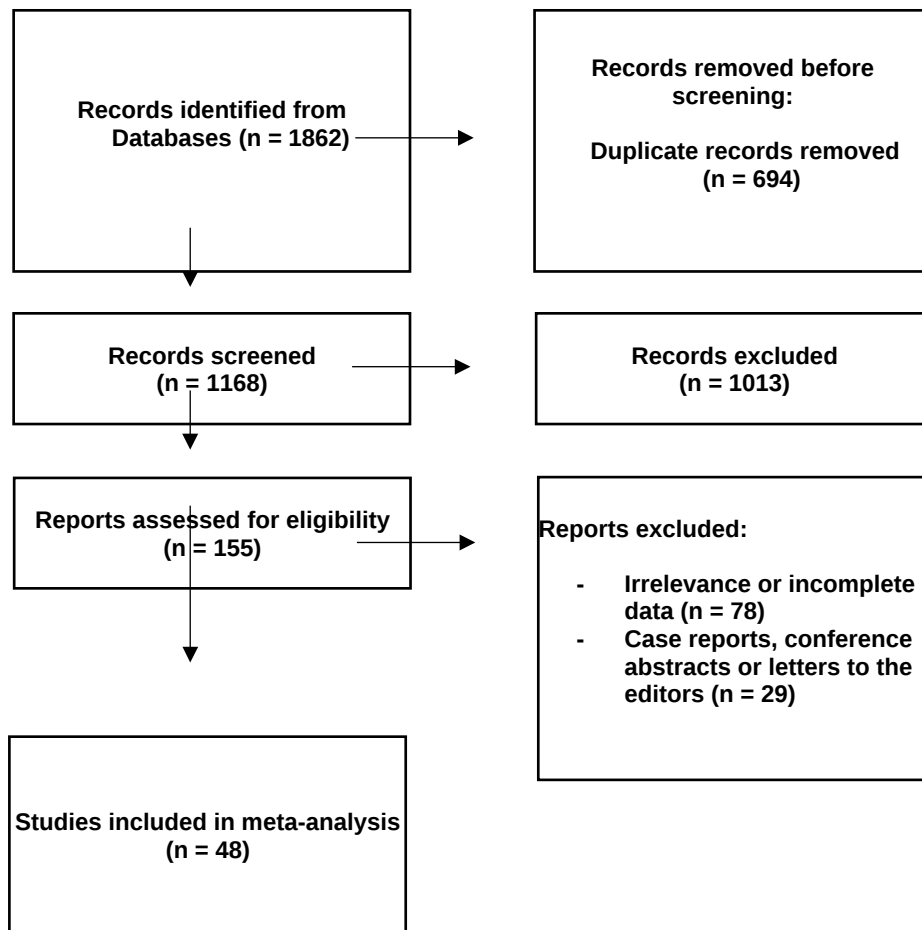 Records identified from
Databases (n = 1862)
Records removed before
screening:
Duplicate records removed
(n = 694)
Records screened
(n = 1168)
Records excluded
(n = 1013)
Reports assessed for eligibility
(n = 155)
Reports excluded:
- Irrelevance or incomplete
data (n = 78)
- Case reports, conference
abstracts or letters to the
editors (n = 29)
Studies included in meta-analysis
(n = 48)